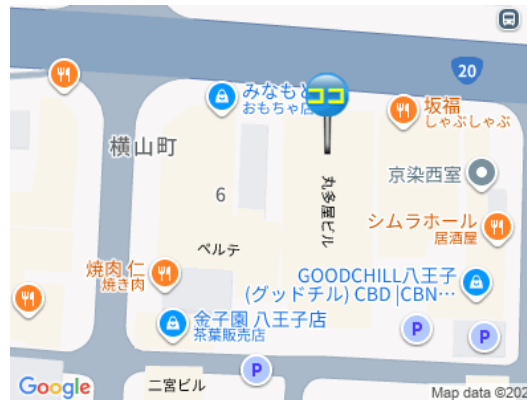 20
みなもと
おもちゃ店
ココ
坂福
しゃぶしゃぶ
横山町
京染西室
6
丸多屋ビル
シムラホール
居酒屋
ペルテ
焼肉 仁
焼き肉
GOODCHILL八王子
(グッドチル) CBD |CBN…
金子園 八王子店
茶葉販売店
P
P
P
二宮ビル
Google
Map data ©202